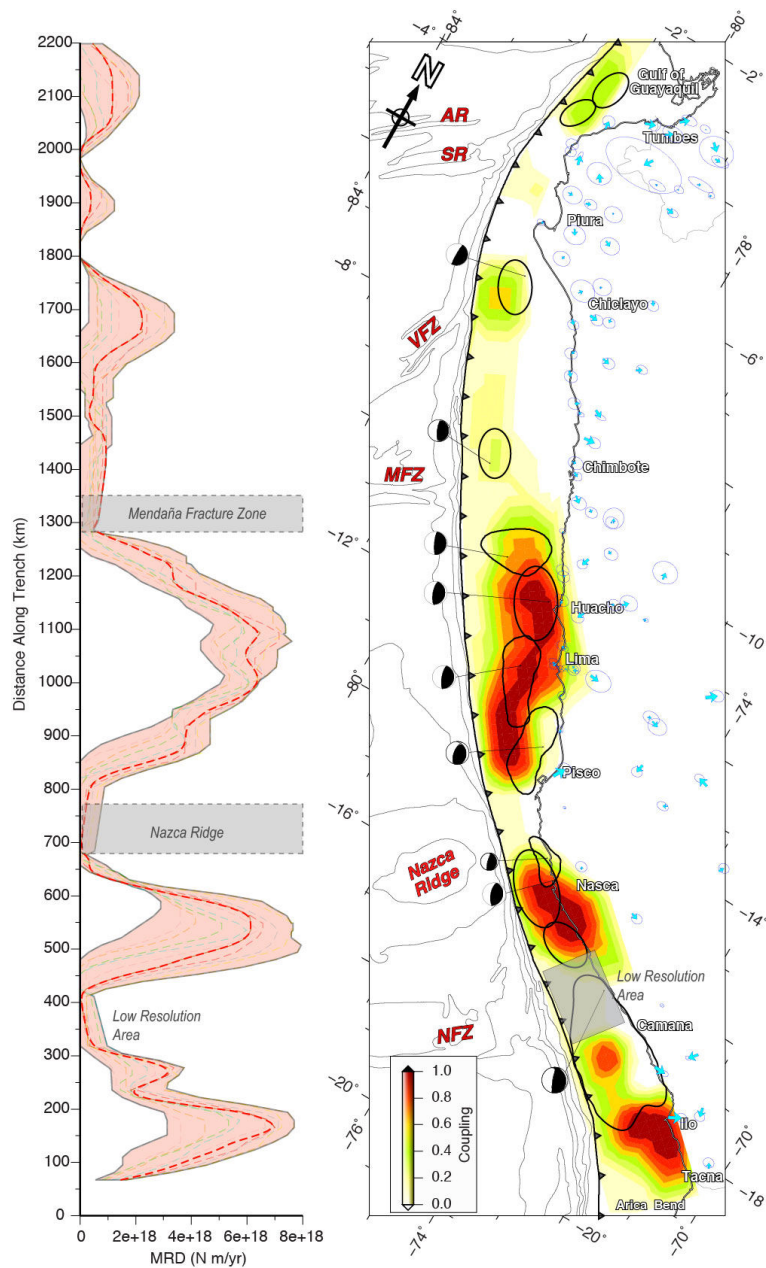 2200
2100
2000
1900
1800
1700
1600
1500
1400
1300
1200
1100
1000
900
800
700
600
500
400
300
200
100
0
Distance Along Trench (km)
Mendaña Fracture Zone
Nazca Ridge
Low Resolution
Area
0
2e+18
4e+18
6e+18
8e+18
MRD (N m/yr)
N
−4°
−84°
−80°
−2°
−84°
−8°
−78°
−6°
−12°
−10°
−80°
−74°
−16°
−14°
−20°
−76°
−70°
−18°
−74°
−20°
−70°
AR
SR
VFZ
MFZ
Nazca
Ridge
NFZ
Gulf of
Guayaquil
Tumbes
Piura
Chiclayo
Chimbote
Huacho
Lima
Pisco
Nasca
Low Resolution
Area
Camana
Ilo
Tacna
Arica Bend
1.0
0.8
0.6
0.4
0.2
0.0
Coupling